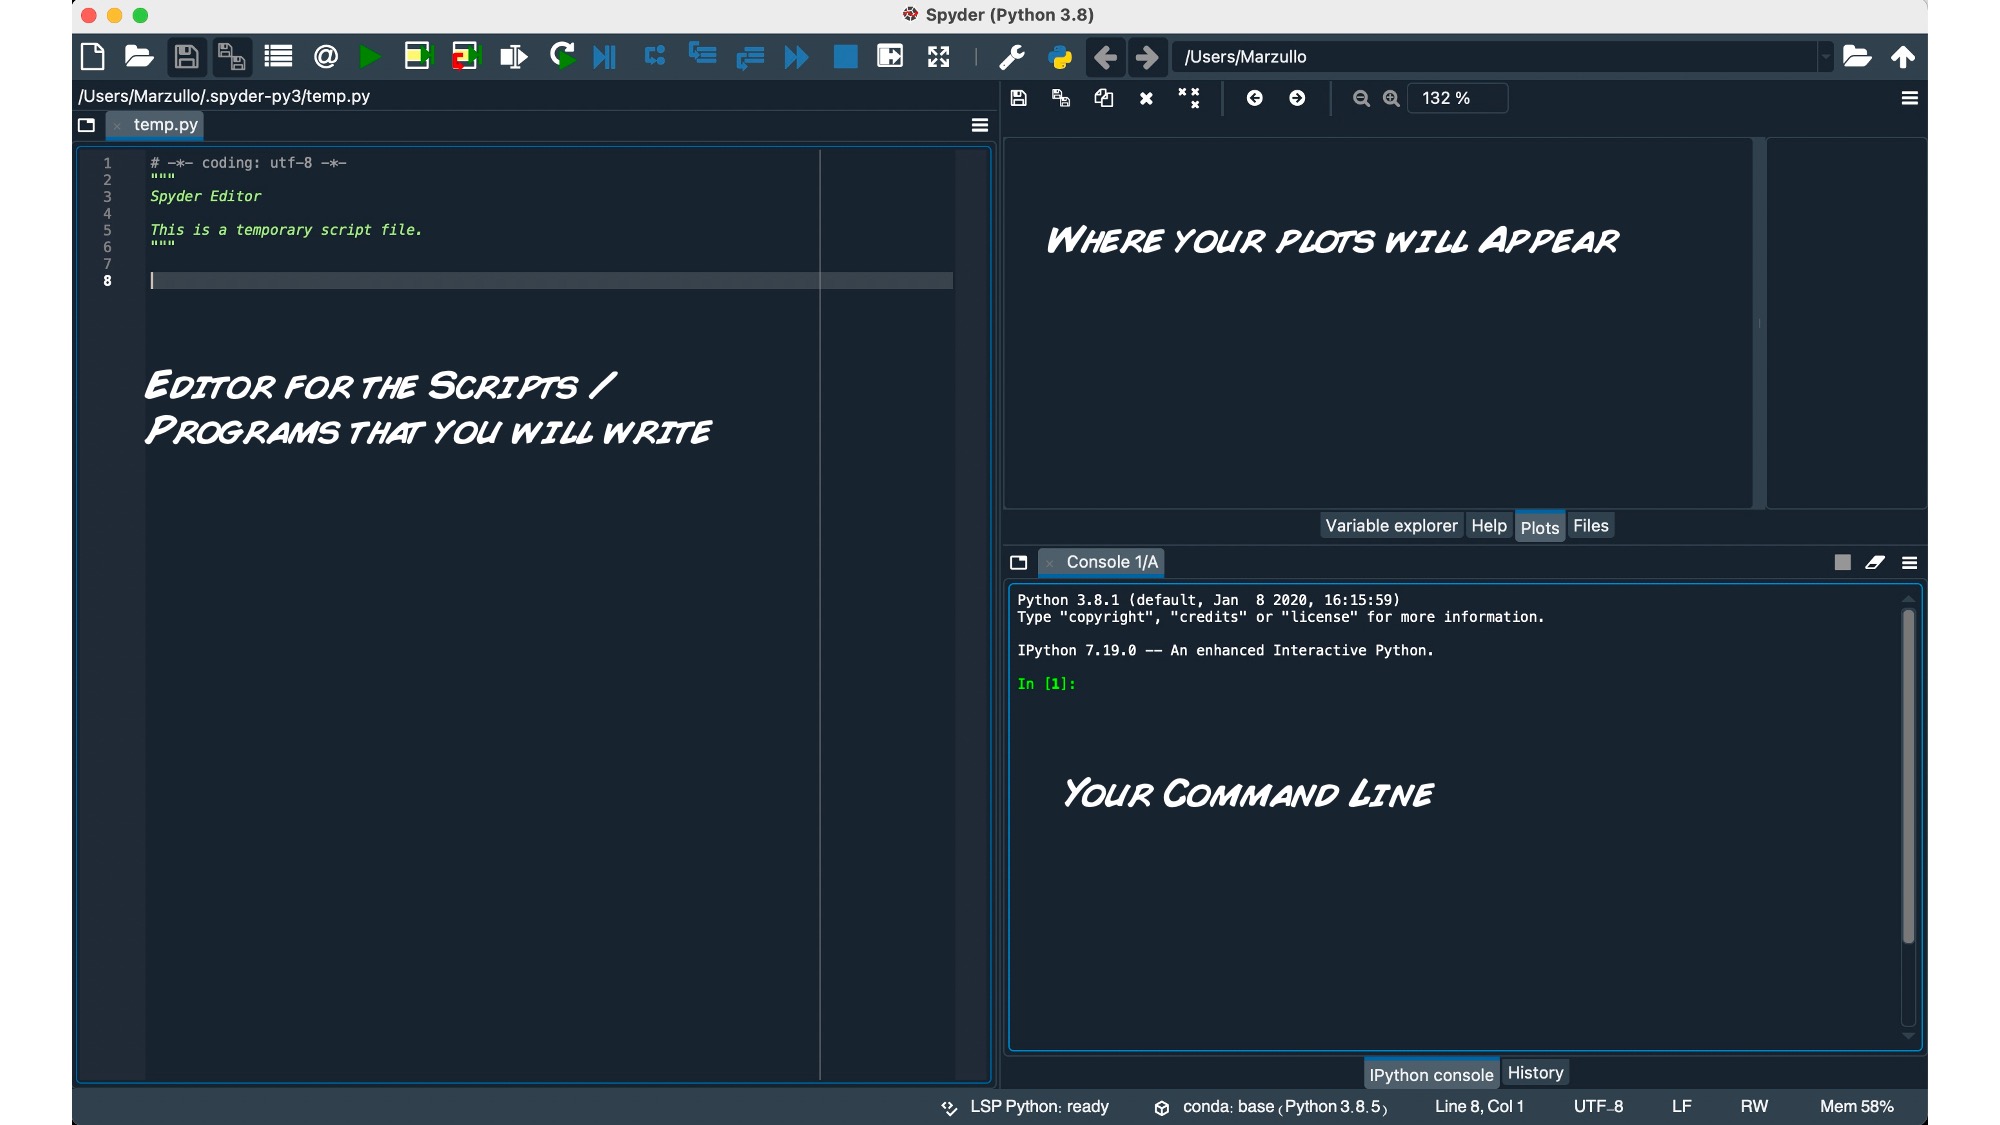 Spyder (Python 3.8)
/Users/Marzullo
/Users/Marzullo/.spyder-py3/temp.py
temp.py
1 # -*- coding: utf-8 -*-
2 """
3 Spyder Editor
4
5 This is a temporary script file.
6 """
7
8
Editor for the Scripts /
Programs that you will write
132 %
Where your plots will Appear
Variable explorer Help Plots Files
Console 1/A
Python 3.8.1 (default, Jan  8 2020, 16:15:59)
Type "copyright", "credits" or "license" for more information.
IPython 7.19.0 -- An enhanced Interactive Python.
In [1]:
Your Command Line
IPython console History
LSP Python: ready conda: base (Python 3.8.5) Line 8, Col 1 UTF-8 LF RW Mem 58%